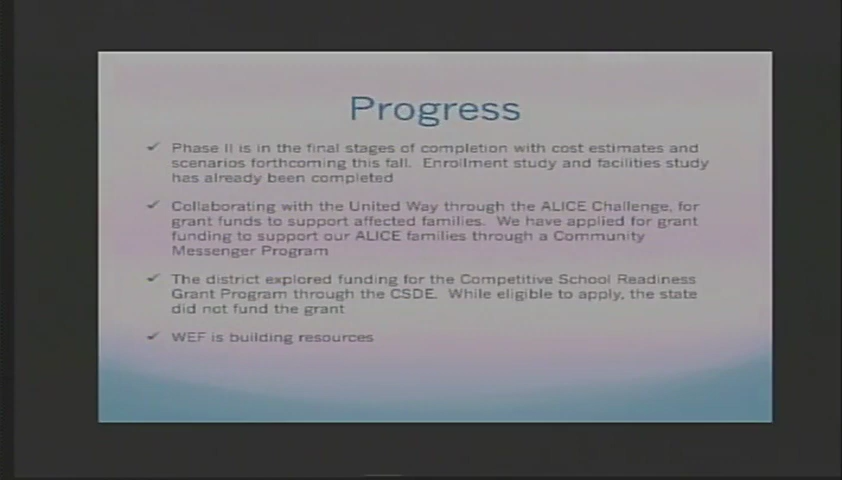 Progress
✓ Phase II is in the final stages of completion with cost estimates and
scenarios forthcoming this fall. Enrollment study and facilities study
has already been completed
✓ Collaborating with the United Way through the ALICE Challenge, for
grant funds to support affected families. We have applied for grant
funding to support our ALICE families through a Community
Messenger Program
✓ The district explored funding for the Competitive School Readiness
Grant Program through the CSDE. While eligible to apply, the state
did not fund the grant
✓ WEF is building resources